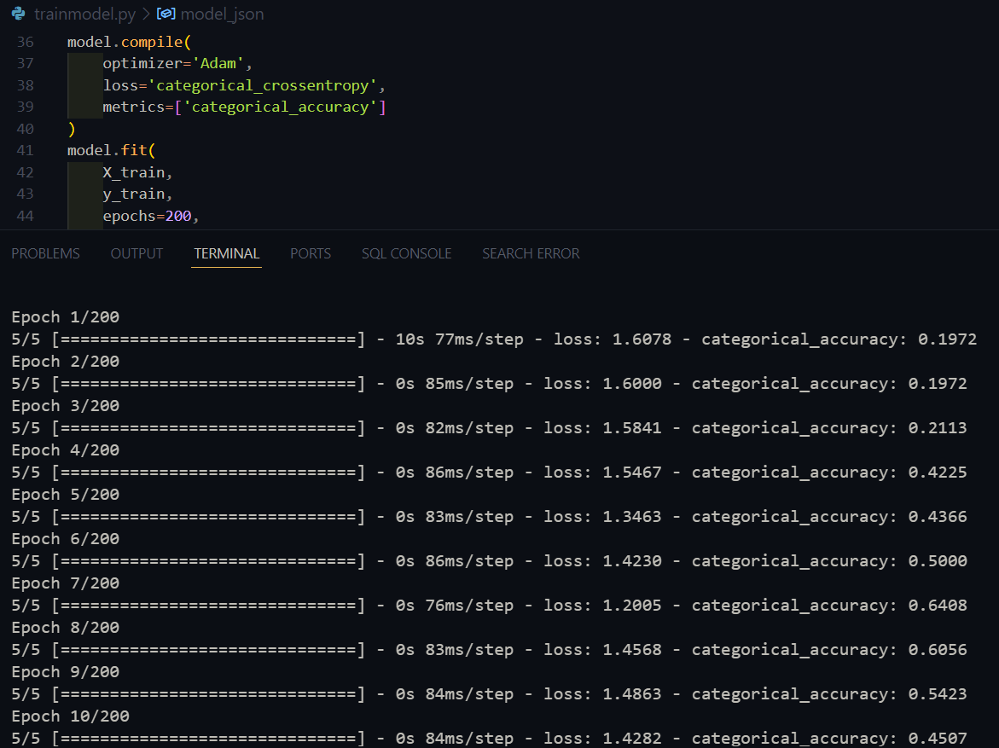 trainmodel.py > model_json
36 model.compile(
37 optimizer='Adam',
38 loss='categorical_crossentropy',
39 metrics=['categorical_accuracy']
40 )
41 model.fit(
42 X_train,
43 y_train,
44 epochs=200,
PROBLEMS OUTPUT TERMINAL PORTS SQL CONSOLE SEARCH ERROR
Epoch 1/200
5/5 [==============================] - 10s 77ms/step - loss: 1.6078 - categorical_accuracy: 0.1972
Epoch 2/200
5/5 [==============================] - 0s 85ms/step - loss: 1.6000 - categorical_accuracy: 0.1972
Epoch 3/200
5/5 [==============================] - 0s 82ms/step - loss: 1.5841 - categorical_accuracy: 0.2113
Epoch 4/200
5/5 [==============================] - 0s 86ms/step - loss: 1.5467 - categorical_accuracy: 0.4225
Epoch 5/200
5/5 [==============================] - 0s 83ms/step - loss: 1.3463 - categorical_accuracy: 0.4366
Epoch 6/200
5/5 [==============================] - 0s 86ms/step - loss: 1.4230 - categorical_accuracy: 0.5000
Epoch 7/200
5/5 [==============================] - 0s 76ms/step - loss: 1.2005 - categorical_accuracy: 0.6408
Epoch 8/200
5/5 [==============================] - 0s 83ms/step - loss: 1.4568 - categorical_accuracy: 0.6056
Epoch 9/200
5/5 [==============================] - 0s 84ms/step - loss: 1.4863 - categorical_accuracy: 0.5423
Epoch 10/200
5/5 [==============================] - 0s 84ms/step - loss: 1.4282 - categorical_accuracy: 0.4507